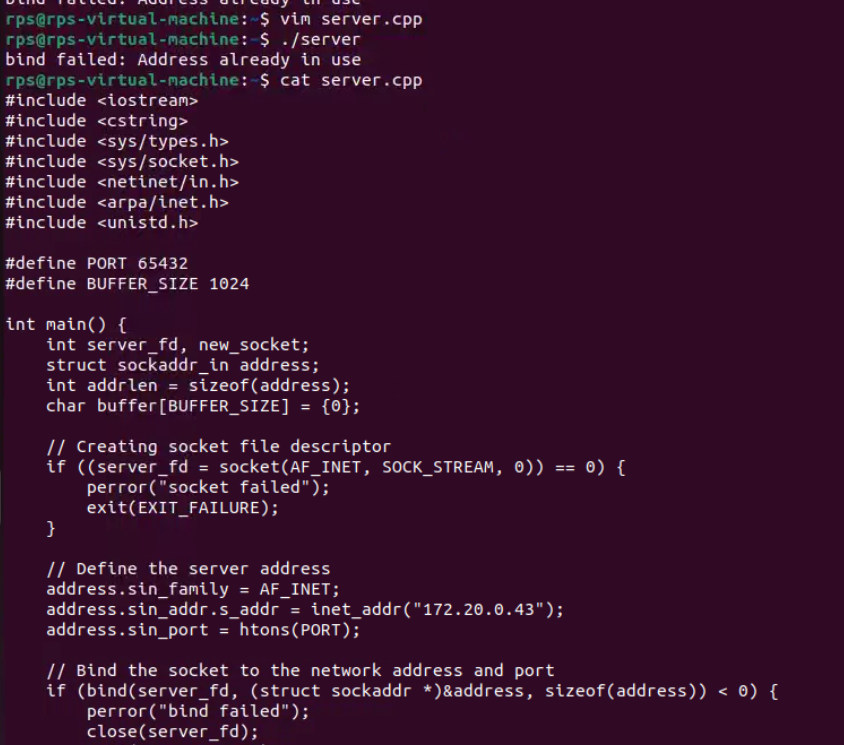 bind failed: Address already in use
rps@rps-virtual-machine:~$ vim server.cpp
rps@rps-virtual-machine:~$ ./server
bind failed: Address already in use
rps@rps-virtual-machine:~$ cat server.cpp
#include <iostream>
#include <cstring>
#include <sys/types.h>
#include <sys/socket.h>
#include <netinet/in.h>
#include <arpa/inet.h>
#include <unistd.h>

#define PORT 65432
#define BUFFER_SIZE 1024

int main() {
    int server_fd, new_socket;
    struct sockaddr_in address;
    int addrlen = sizeof(address);
    char buffer[BUFFER_SIZE] = {0};

    // Creating socket file descriptor
    if ((server_fd = socket(AF_INET, SOCK_STREAM, 0)) == 0) {
        perror("socket failed");
        exit(EXIT_FAILURE);
    }

    // Define the server address
    address.sin_family = AF_INET;
    address.sin_addr.s_addr = inet_addr("172.20.0.43");
    address.sin_port = htons(PORT);

    // Bind the socket to the network address and port
    if (bind(server_fd, (struct sockaddr *)&address, sizeof(address)) < 0) {
        perror("bind failed");
        close(server_fd);